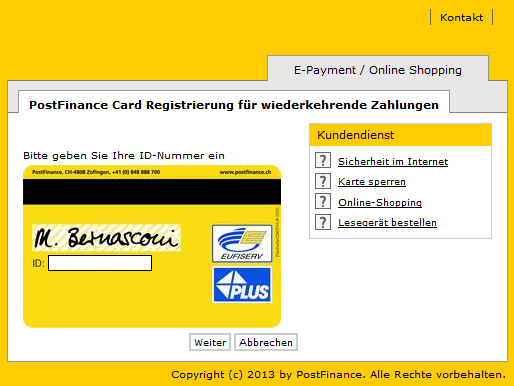 Kontakt
E-Payment / Online Shopping
PostFinance Card Registrierung für wiederkehrende Zahlungen
Bitte geben Sie Ihre ID-Nummer ein
PostFinance, CH-4808 Zofingen, +41 (0) 848 888 700
www.postfinance.ch
M. Bernasconi
EUFISERV
ID:
PLUS
Weiter
Abbrechen
Kundendienst
? Sicherheit im Internet
? Karte sperren
? Online-Shopping
? Lesegerät bestellen
Copyright (c) 2013 by PostFinance. Alle Rechte vorbehalten.